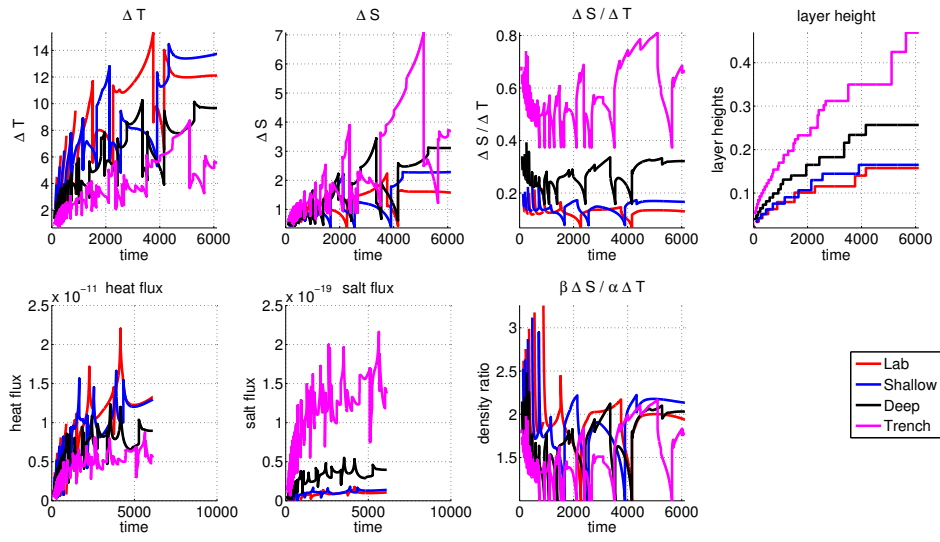 Δ T
14
12
10
8
6
4
2
0 2000 4000 6000
time
Δ T
Δ S
7
6
5
4
3
2
1
0 2000 4000 6000
time
Δ S
Δ S / Δ T
0.8
0.6
0.4
0.2
0 2000 4000 6000
time
Δ S / Δ T
layer height
0.4
0.3
0.2
0.1
0 2000 4000 6000
time
layer heights
x 10⁻¹¹ heat flux
2.5
2
1.5
1
0.5
0
0 5000 10000
time
heat flux
x 10⁻¹⁹ salt flux
2.5
2
1.5
1
0.5
0
0 5000 10000
time
salt flux
β Δ S / α Δ T
3
2.5
2
1.5
0 2000 4000 6000
time
density ratio
Lab
Shallow
Deep
Trench